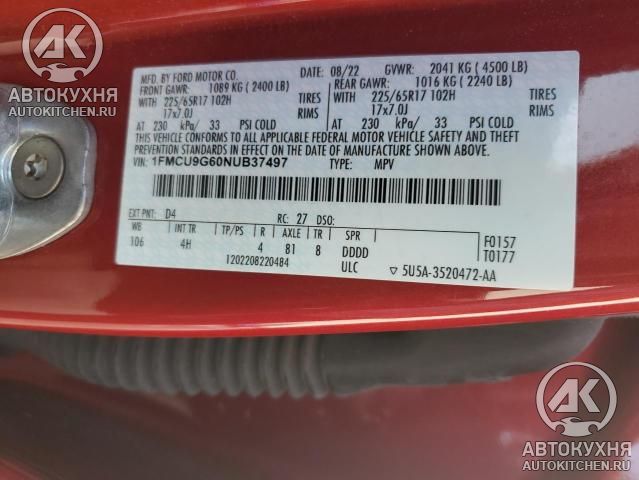 AK
АВТОКУХНЯ
AUTOKITCHEN.RU
MFD. BY FORD MOTOR CO. 08/22 GVWR: 2041 KG ( 4500 LB)
FRONT GAWR: 1089 KG ( 2400 LB) REAR GAWR: 1016 KG ( 2240 LB)
WITH 225/65R17 102H TIRES WITH 225/65R17 102H TIRES
17x7.0J RIMS 17x7.0J RIMS
AT 230 kPa/ 33 PSI COLD AT 230 kPa/ 33 PSI COLD
THIS VEHICLE CONFORMS TO ALL APPLICABLE FEDERAL MOTOR VEHICLE SAFETY AND THEFT
PREVENTION STANDARDS IN EFFECT ON THE DATE OF MANUFACTURE SHOWN ABOVE.
VIN: 1FMCU9G60NUB37497 TYPE: MPV
EXT PNT: D4 RC: 27 DSO:
WB INT TR TP/PS R AXLE TR SPR F0157
106 4H 4 81 8 DDDD T0177
1202208220484 ULC 5U5A-3520472-AA
AK
АВТОКУХНЯ
AUTOKITCHEN.RU